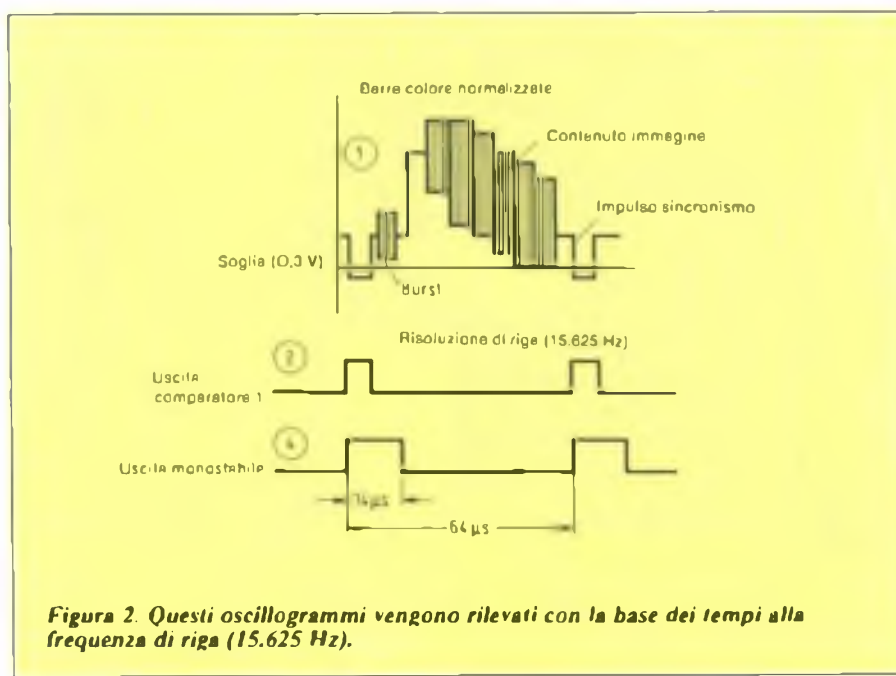 Barre colore normalizzate
1
Contenuto immagine
Impulso sincronismo
Soglia (0,3 V)
Burst
Risoluzione di riga (15.625 Hz)
2
Uscita
comparatore 1
4
Uscita monostabile
14µs
64 µs
Figura 2. Questi oscillogrammi vengono rilevati con la base dei tempi alla
frequenza di riga (15.625 Hz).